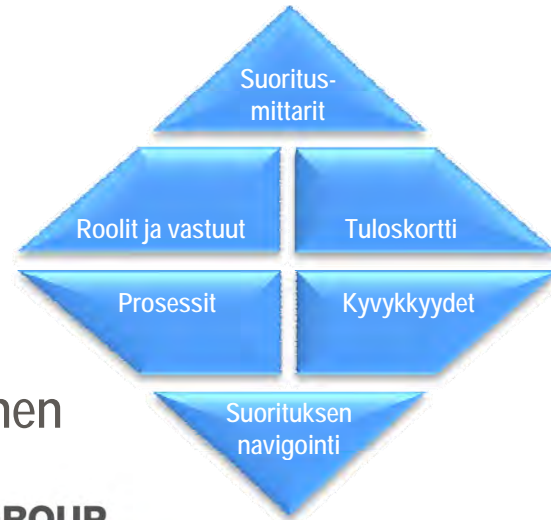 Suoritus-
mittarit
Roolit ja vastuut
Tuloskortti
Prosessit
Kyvykkyydet
Suorituksen
navigointi